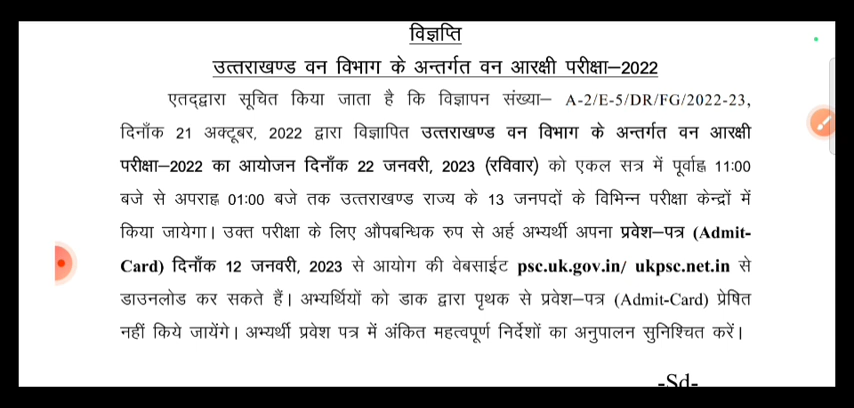 विज्ञप्ति
उत्तराखण्ड वन विभाग के अन्तर्गत वन आरक्षी परीक्षा–2022
एतद्द्वारा सूचित किया जाता है कि विज्ञापन संख्या– A-2/E-5/DR/FG/2022-23,
दिनाँक 21 अक्टूबर, 2022 द्वारा विज्ञापित उत्तराखण्ड वन विभाग के अन्तर्गत वन आरक्षी
परीक्षा–2022 का आयोजन दिनाँक 22 जनवरी, 2023 (रविवार) को एकल सत्र में पूर्वाह्न 11:00
बजे से अपराह्न 01:00 बजे तक उत्तराखण्ड राज्य के 13 जनपदों के विभिन्न परीक्षा केन्द्रों में
किया जायेगा। उक्त परीक्षा के लिए औपबन्धिक रुप से अर्ह अभ्यर्थी अपना प्रवेश–पत्र (Admit-
Card) दिनाँक 12 जनवरी, 2023 से आयोग की वेबसाईट psc.uk.gov.in/ ukpsc.net.in से
डाउनलोड कर सकते हैं। अभ्यर्थियों को डाक द्वारा पृथक से प्रवेश–पत्र (Admit-Card) प्रेषित
नहीं किये जायेंगे। अभ्यर्थी प्रवेश पत्र में अंकित महत्वपूर्ण निर्देशों का अनुपालन सुनिश्चित करें।
-Sd-